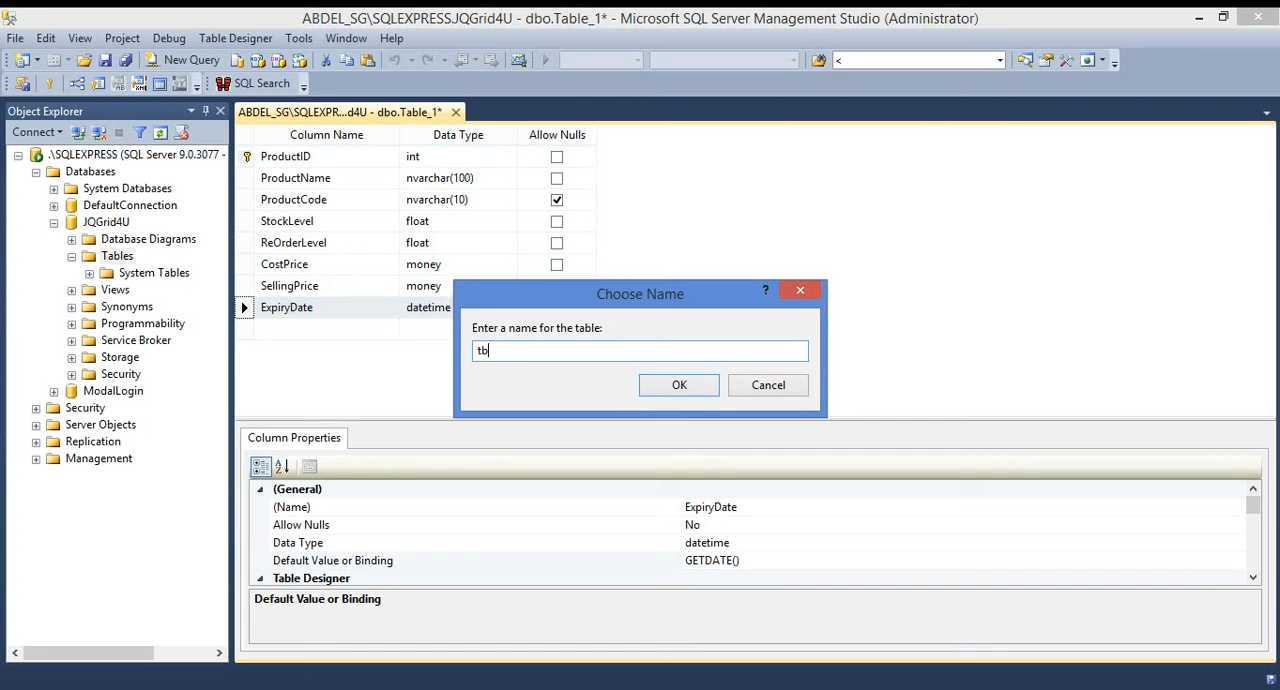 ABDEL_SG\SQLEXPRESS.JQGrid4U - dbo.Table_1* - Microsoft SQL Server Management Studio (Administrator)
File Edit View Project Debug Table Designer Tools Window Help
New Query <
SQL Search
Object Explorer
ABDEL_SG\SQLEXPR...d4U - dbo.Table_1*
Connect
.\SQLEXPRESS (SQL Server 9.0.3077 -
Databases
System Databases
DefaultConnection
JQGrid4U
Database Diagrams
Tables
System Tables
Views
Synonyms
Programmability
Service Broker
Storage
Security
ModalLogin
Security
Server Objects
Replication
Management
Column Name Data Type Allow Nulls
ProductID int
ProductName nvarchar(100)
ProductCode nvarchar(10)
StockLevel float
ReOrderLevel float
CostPrice money
SellingPrice money
ExpiryDate datetime
Choose Name ?
Enter a name for the table:
tb
OK Cancel
Column Properties
(General)
(Name) ExpiryDate
Allow Nulls No
Data Type datetime
Default Value or Binding GETDATE()
Table Designer
Default Value or Binding